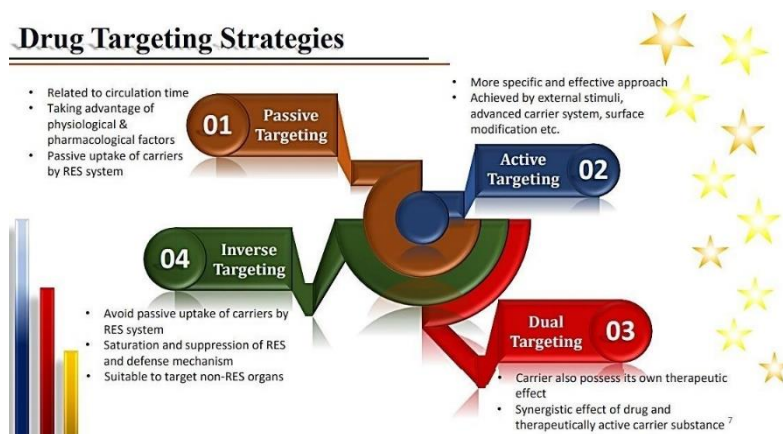 Drug Targeting Strategies
• Related to circulation time
• Taking advantage of
physiological &
pharmacological factors
• Passive uptake of carriers
by RES system
01
Passive
Targeting
• More specific and effective approach
• Achieved by external stimuli,
advanced carrier system, surface
modification etc.
Active
Targeting
02
04
Inverse
Targeting
• Avoid passive uptake of carriers by
RES system
• Saturation and suppression of RES
and defense mechanism
• Suitable to target non-RES organs
Dual
Targeting
03
• Carrier also possess its own therapeutic
effect
• Synergistic effect of drug and
therapeutically active carrier substance
7